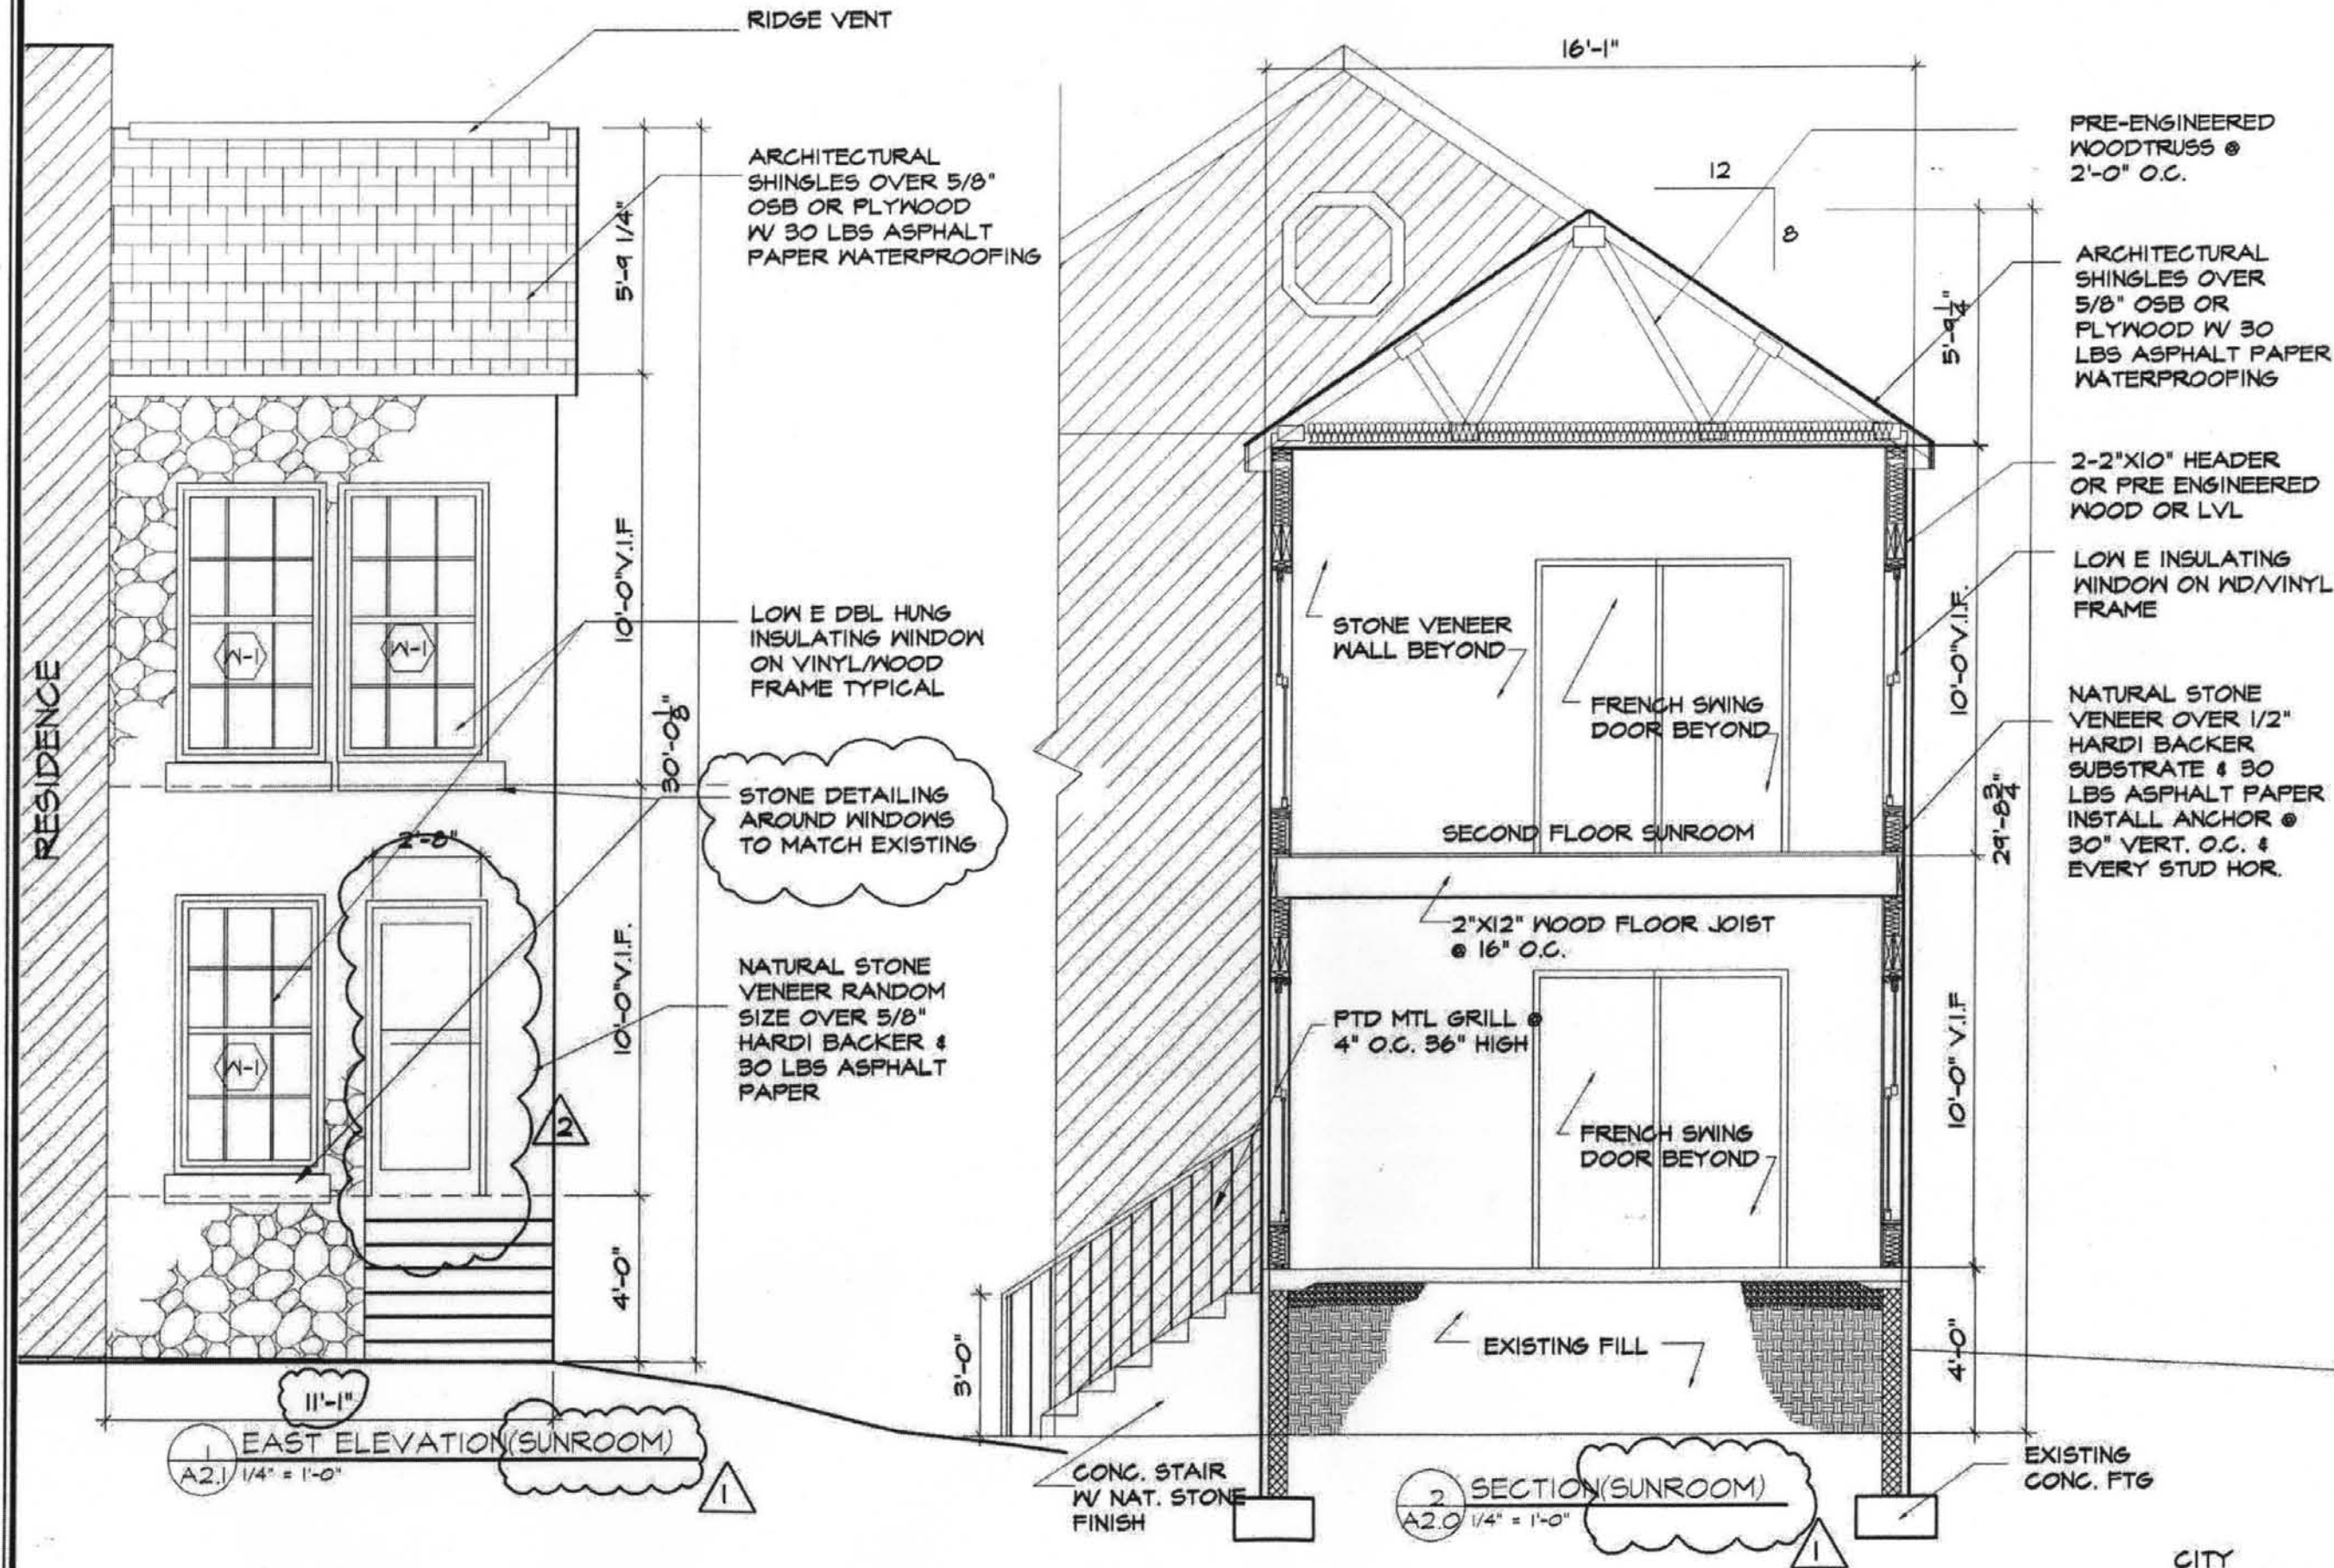 RIDGE VENT
ARCHITECTURAL
SHINGLES OVER 5/8"
OSB OR PLYWOOD
W/ 30 LBS ASPHALT
PAPER WATERPROOFING
5'-9 1/4"
10'-0"V.I.F
30'-0 1/8"
10'-0"V.I.F.
4'-0"
RESIDENCE
W-1
W-1
W-1
LOW E DBL HUNG
INSULATING WINDOW
ON VINYL/WOOD
FRAME TYPICAL
STONE DETAILING
AROUND WINDOWS
TO MATCH EXISTING
2'-8"
NATURAL STONE
VENEER RANDOM
SIZE OVER 5/8"
HARDI BACKER &
30 LBS ASPHALT
PAPER
2
11'-1"
1
A2.1
EAST ELEVATION(SUNROOM)
1/4" = 1'-0"
1
16'-1"
12
8
PRE-ENGINEERED
WOODTRUSS @
2'-0" O.C.
ARCHITECTURAL
SHINGLES OVER
5/8" OSB OR
PLYWOOD W/ 30
LBS ASPHALT PAPER
WATERPROOFING
5'-9 1/4"
2-2"X10" HEADER
OR PRE ENGINEERED
WOOD OR LVL
LOW E INSULATING
WINDOW ON WD/VINYL
FRAME
10'-0"V.I.F.
NATURAL STONE
VENEER OVER 1/2"
HARDI BACKER
SUBSTRATE & 30
LBS ASPHALT PAPER
INSTALL ANCHOR @
30" VERT. O.C. &
EVERY STUD HOR.
29'-8 3/4"
STONE VENEER
WALL BEYOND
FRENCH SWING
DOOR BEYOND
SECOND FLOOR SUNROOM
2"X12" WOOD FLOOR JOIST
@ 16" O.C.
PTD MTL GRILL @
4" O.C. 36" HIGH
FRENCH SWING
DOOR BEYOND
10'-0" V.I.F
EXISTING FILL
4'-0"
3'-0"
CONC. STAIR
W/ NAT. STONE
FINISH
2
A2.0
SECTION(SUNROOM)
1/4" = 1'-0"
1
EXISTING
CONC. FTG
CITY